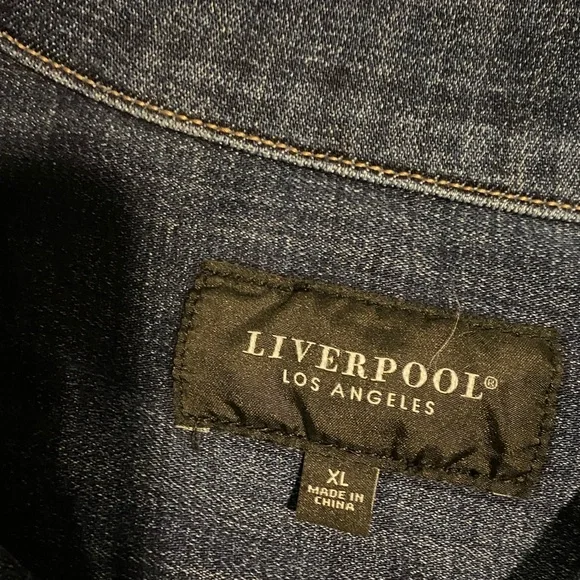 LIVERPOOL®
LOS ANGELES
XL
MADE IN
CHINA